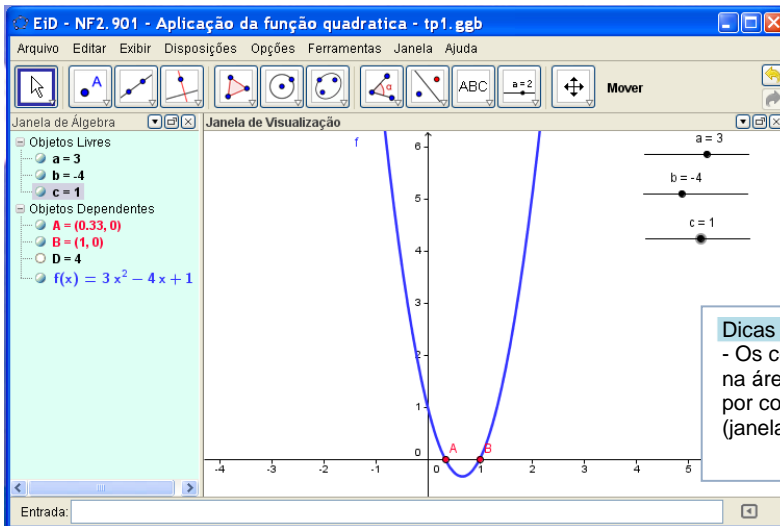 EiD - NF2.901 - Aplicação da função quadratica - tp1.ggb
Arquivo Editar Exibir Disposições Opções Ferramentas Janela Ajuda
A
α
ABC
a=2
Mover
Janela de Álgebra
Janela de Visualização
Objetos Livres
a = 3
b = -4
c = 1
Objetos Dependentes
A = (0.33, 0)
B = (1, 0)
D = 4
f(x) = 3 x² − 4 x + 1
f
a = 3
b = -4
c = 1
6
5
4
3
2
1
0
A B
-4 -3 -2 -1 0 1 2 3 4 5
Dicas
- Os c
na áre
por co
(janela
Entrada: